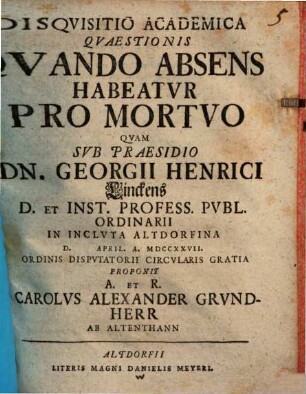 5
DISQVISITIO ACADEMICA
QVAESTIONIS
QVANDO ABSENS
HABEATVR
PRO MORTVO
QVAM
SVB PRAESIDIO
DN. GEORGII HENRICI
Linckens
D. ET INST. PROFESS. PVBL.
ORDINARII
IN INCLVTA ALTDORFINA
D. APRIL. A. MDCCXXVII.
ORDINIS DISPVTATORII CIRCVLARIS GRATIA
PROPONIT
A. ET R.
CAROLVS ALEXANDER GRVND-
HERR
AB ALTENTHANN
ALTDORFII
LITERIS MAGNI DANIELIS MEYERI.